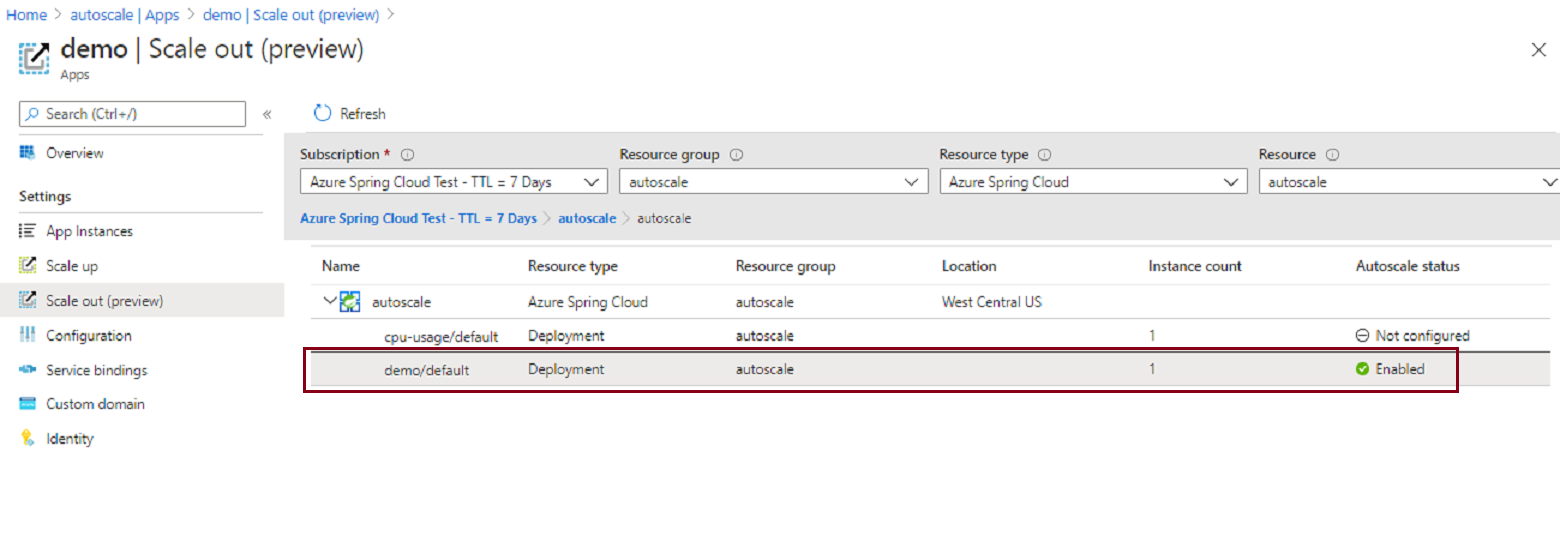 Home > autoscale | Apps > demo | Scale out (preview) >
demo | Scale out (preview)
Apps
Search (Ctrl+/)
«
Overview
Settings
App Instances
Scale up
Scale out (preview)
Configuration
Service bindings
Custom domain
Identity
Refresh
Subscription * Resource group Resource type Resource
Azure Spring Cloud Test - TTL = 7 Days autoscale Azure Spring Cloud autoscale
Azure Spring Cloud Test - TTL = 7 Days > autoscale > autoscale
Name Resource type Resource group Location Instance count Autoscale status
autoscale Azure Spring Cloud autoscale West Central US
cpu-usage/default Deployment autoscale 1 Not configured
demo/default Deployment autoscale 1 Enabled